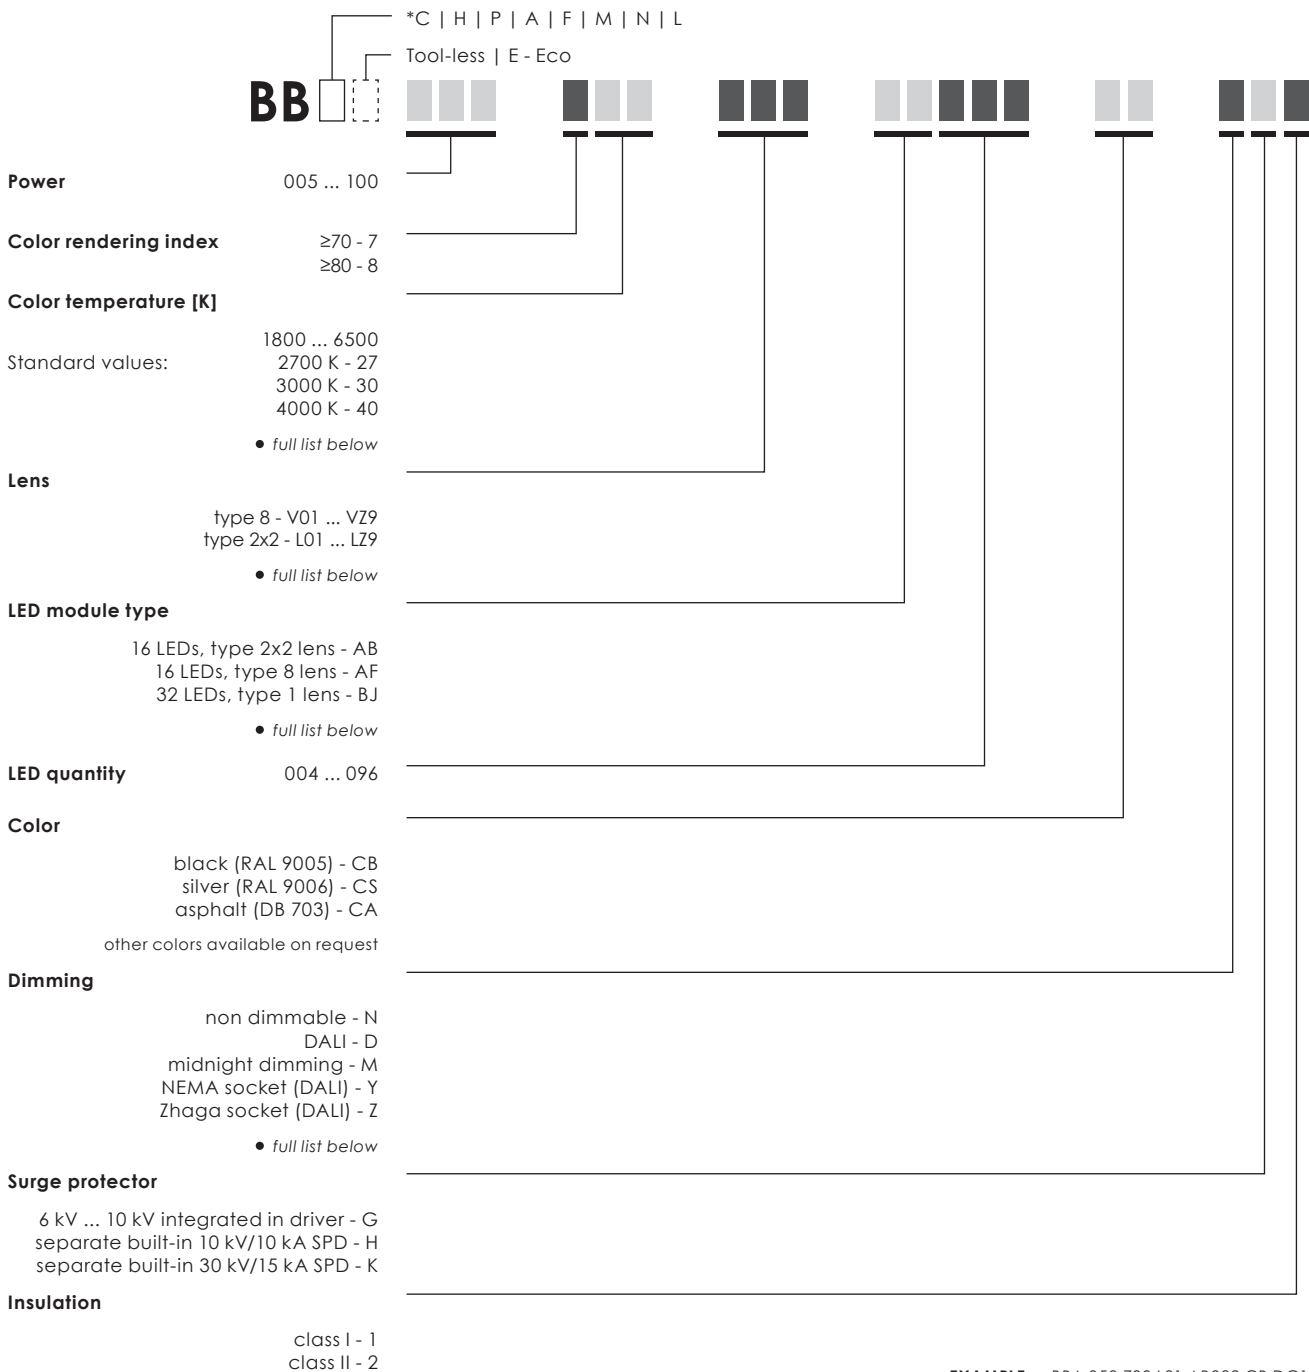 *C | H | P | A | F | M | N | L
Tool-less | E - Eco
BB
Power 005 ... 100
Color rendering index ≥70 - 7
≥80 - 8
Color temperature [K]
1800 ... 6500
Standard values: 2700 K - 27
3000 K - 30
4000 K - 40
• full list below
Lens
type 8 - V01 ... VZ9
type 2x2 - L01 ... LZ9
• full list below
LED module type
16 LEDs, type 2x2 lens - AB
16 LEDs, type 8 lens - AF
32 LEDs, type 1 lens - BJ
• full list below
LED quantity 004 ... 096
Color
black (RAL 9005) - CB
silver (RAL 9006) - CS
asphalt (DB 703) - CA
other colors available on request
Dimming
non dimmable - N
DALI - D
midnight dimming - M
NEMA socket (DALI) - Y
Zhaga socket (DALI) - Z
• full list below
Surge protector
6 kV ... 10 kV integrated in driver - G
separate built-in 10 kV/10 kA SPD - H
separate built-in 30 kV/15 kA SPD - K
Insulation
class I - 1
class II - 2